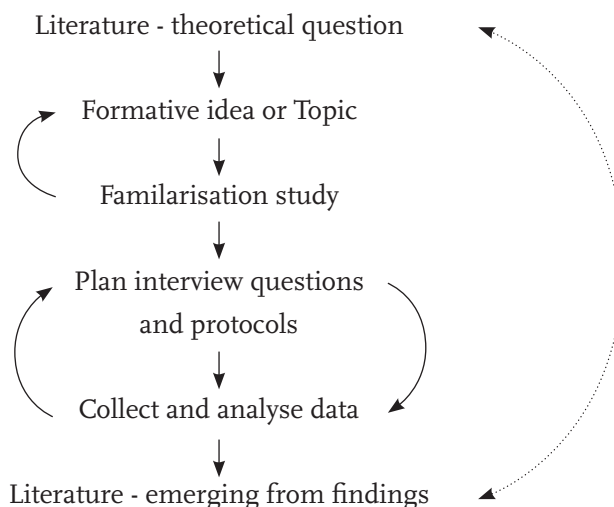 Literature - theoretical question
Formative idea or Topic
Familarisation study
Plan interview questions
and protocols
Collect and analyse data
Literature - emerging from findings